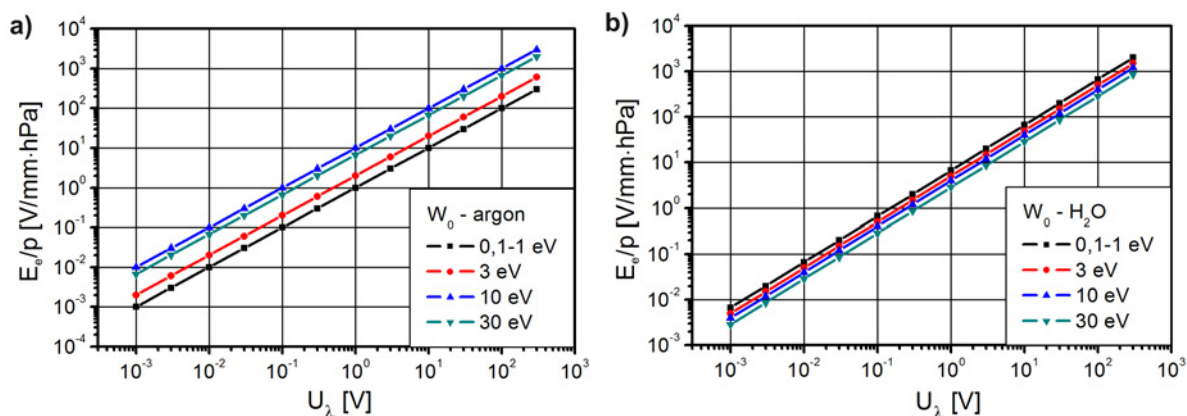 a)
E_e/p [V/mm·hPa]
10^4
10^3
10^2
10^1
10^0
10^-1
10^-2
10^-3
10^-4
W_0 - argon
0,1-1 eV
3 eV
10 eV
30 eV
10^-3 10^-2 10^-1 10^0 10^1 10^2 10^3
U_λ [V]
b)
E_e/p [V/mm·hPa]
10^4
10^3
10^2
10^1
10^0
10^-1
10^-2
10^-3
W_0 - H_2O
0,1-1 eV
3 eV
10 eV
30 eV
10^-3 10^-2 10^-1 10^0 10^1 10^2 10^3
U_λ [V]